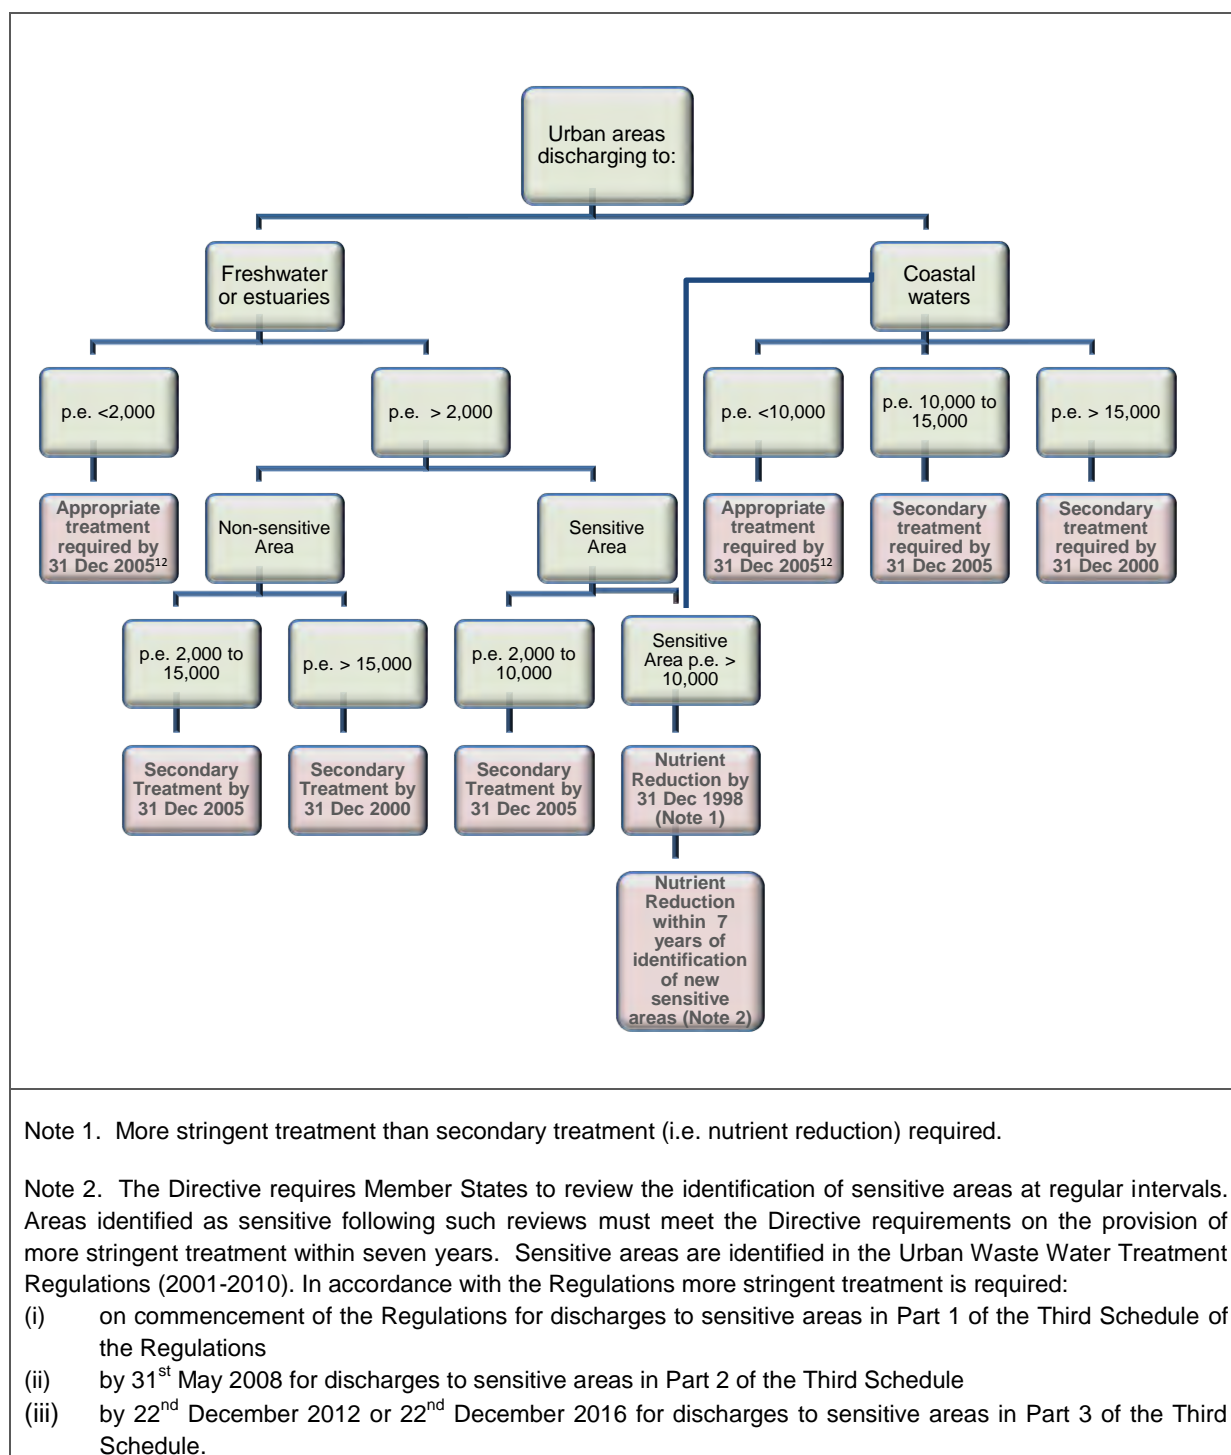 Urban areas
discharging to:
Freshwater
or estuaries
Coastal
waters
p.e. <2,000
p.e. > 2,000
p.e. <10,000
p.e. 10,000 to
15,000
p.e. > 15,000
Appropriate
treatment
required by
31 Dec 2005¹²
Non-sensitive
Area
Sensitive
Area
Appropriate
treatment
required by
31 Dec 2005¹²
Secondary
treatment
required by
31 Dec 2005
Secondary
treatment
required by
31 Dec 2000
p.e. 2,000 to
15,000
p.e. > 15,000
p.e. 2,000 to
10,000
Sensitive
Area p.e. >
10,000
Secondary
Treatment by
31 Dec 2005
Secondary
Treatment by
31 Dec 2000
Secondary
Treatment by
31 Dec 2005
Nutrient
Reduction by
31 Dec 1998
(Note 1)
Nutrient
Reduction
within 7
years of
identification
of new
sensitive
areas (Note 2)
Note 1. More stringent treatment than secondary treatment (i.e. nutrient reduction) required.
Note 2. The Directive requires Member States to review the identification of sensitive areas at regular intervals.
Areas identified as sensitive following such reviews must meet the Directive requirements on the provision of
more stringent treatment within seven years. Sensitive areas are identified in the Urban Waste Water Treatment
Regulations (2001-2010). In accordance with the Regulations more stringent treatment is required:
(i) on commencement of the Regulations for discharges to sensitive areas in Part 1 of the Third Schedule of
the Regulations
(ii) by 31st May 2008 for discharges to sensitive areas in Part 2 of the Third Schedule
(iii) by 22nd December 2012 or 22nd December 2016 for discharges to sensitive areas in Part 3 of the Third
Schedule.